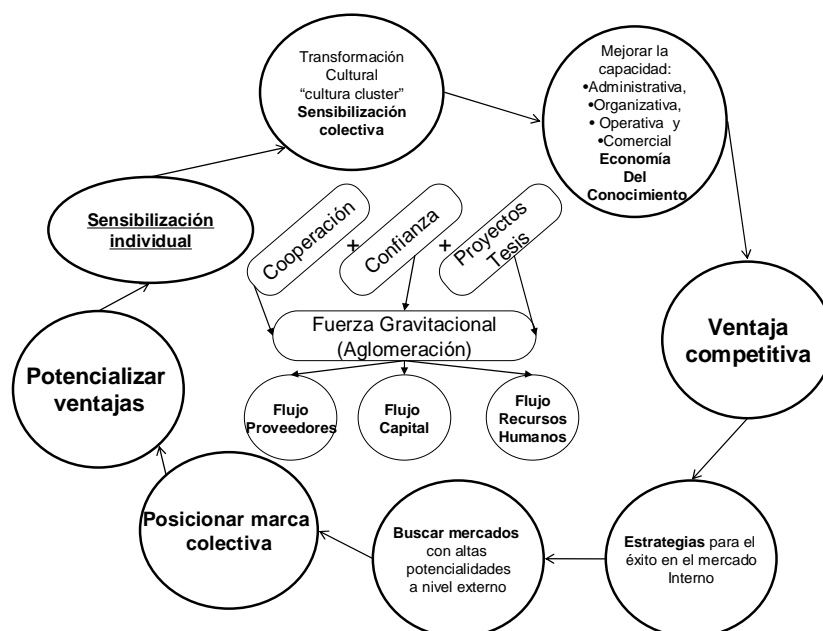 Transformación
Cultural
“cultura cluster”
Sensibilización
colectiva
Mejorar la
capacidad:
•Administrativa,
•Organizativa,
• Operativa y
•Comercial
Economía
Del
Conocimiento
Sensibilización
individual
Cooperación
+
Confianza
+
Proyectos
Tesis
Fuerza Gravitacional
(Aglomeración)
Flujo
Proveedores
Flujo
Capital
Flujo
Recursos
Humanos
Ventaja
competitiva
Potencializar
ventajas
Posicionar marca
colectiva
Buscar mercados
con altas
potencialidades
a nivel externo
Estrategias para el
éxito en el mercado
Interno